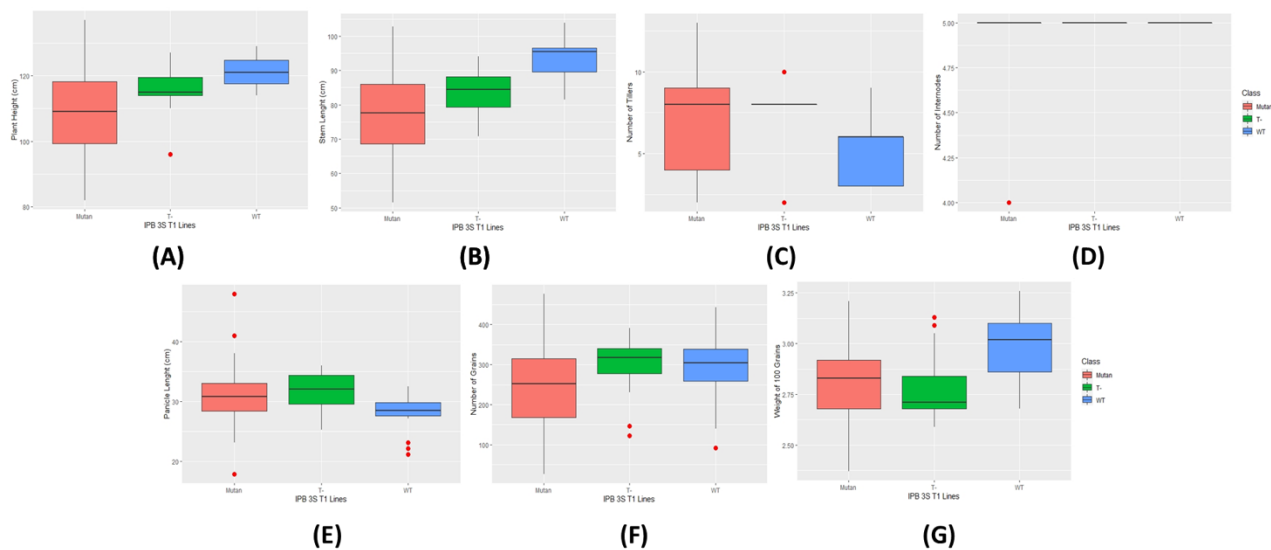 Plant Height (cm)
120
100
80
Mutan
T-
WT
IPB 3S T1 Lines
(A)
Stem Lenght (cm)
100
90
80
70
60
50
Mutan
T-
WT
IPB 3S T1 Lines
(B)
Number of Tillers
10
5
Mutan
T-
WT
IPB 3S T1 Lines
(C)
Number of Internodes
5.00
4.75
4.50
4.25
4.00
Mutan
T-
WT
IPB 3S T1 Lines
(D)
Class
Mutan
T-
WT
Panicle Lenght (cm)
40
30
20
Mutan
T-
WT
IPB 3S T1 Lines
(E)
Number of Grains
400
300
200
100
Mutan
T-
WT
IPB 3S T1 Lines
(F)
Weight of 100 Grains
3.25
3.00
2.75
2.50
Mutan
T-
WT
IPB 3S T1 Lines
(G)
Class
Mutan
T-
WT